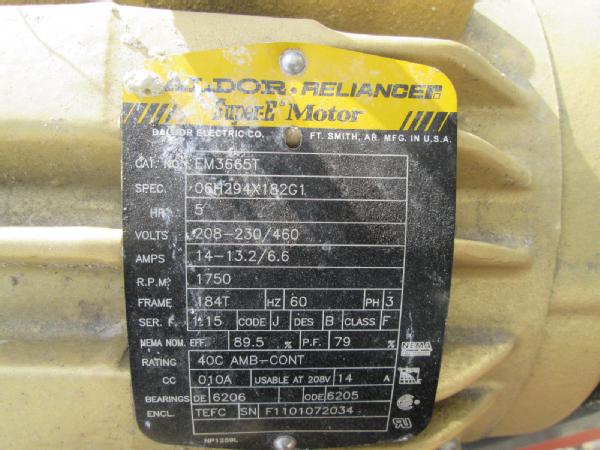 BALDOR • RELIANCE
Super-E® Motor
BALDOR ELECTRIC CO. FT. SMITH, AR. MFG. IN U.S.A.
CAT. NO. EM3665T
SPEC. 06H294X182G1
HP 5
VOLTS 208-230/460
AMPS 14-13.2/6.6
R.P.M. 1750
FRAME 184T HZ 60 PH 3
SER. F. 1.15 CODE J DES B CLASS F
NEMA NOM. EFF. 89.5 % P.F. 79 %
RATING 40C AMB-CONT
CC 010A USABLE AT 208V 14 A
BEARINGS DE 6206 ODE 6205
ENCL. TEFC SN F1101072034
NP1259L
NEMA